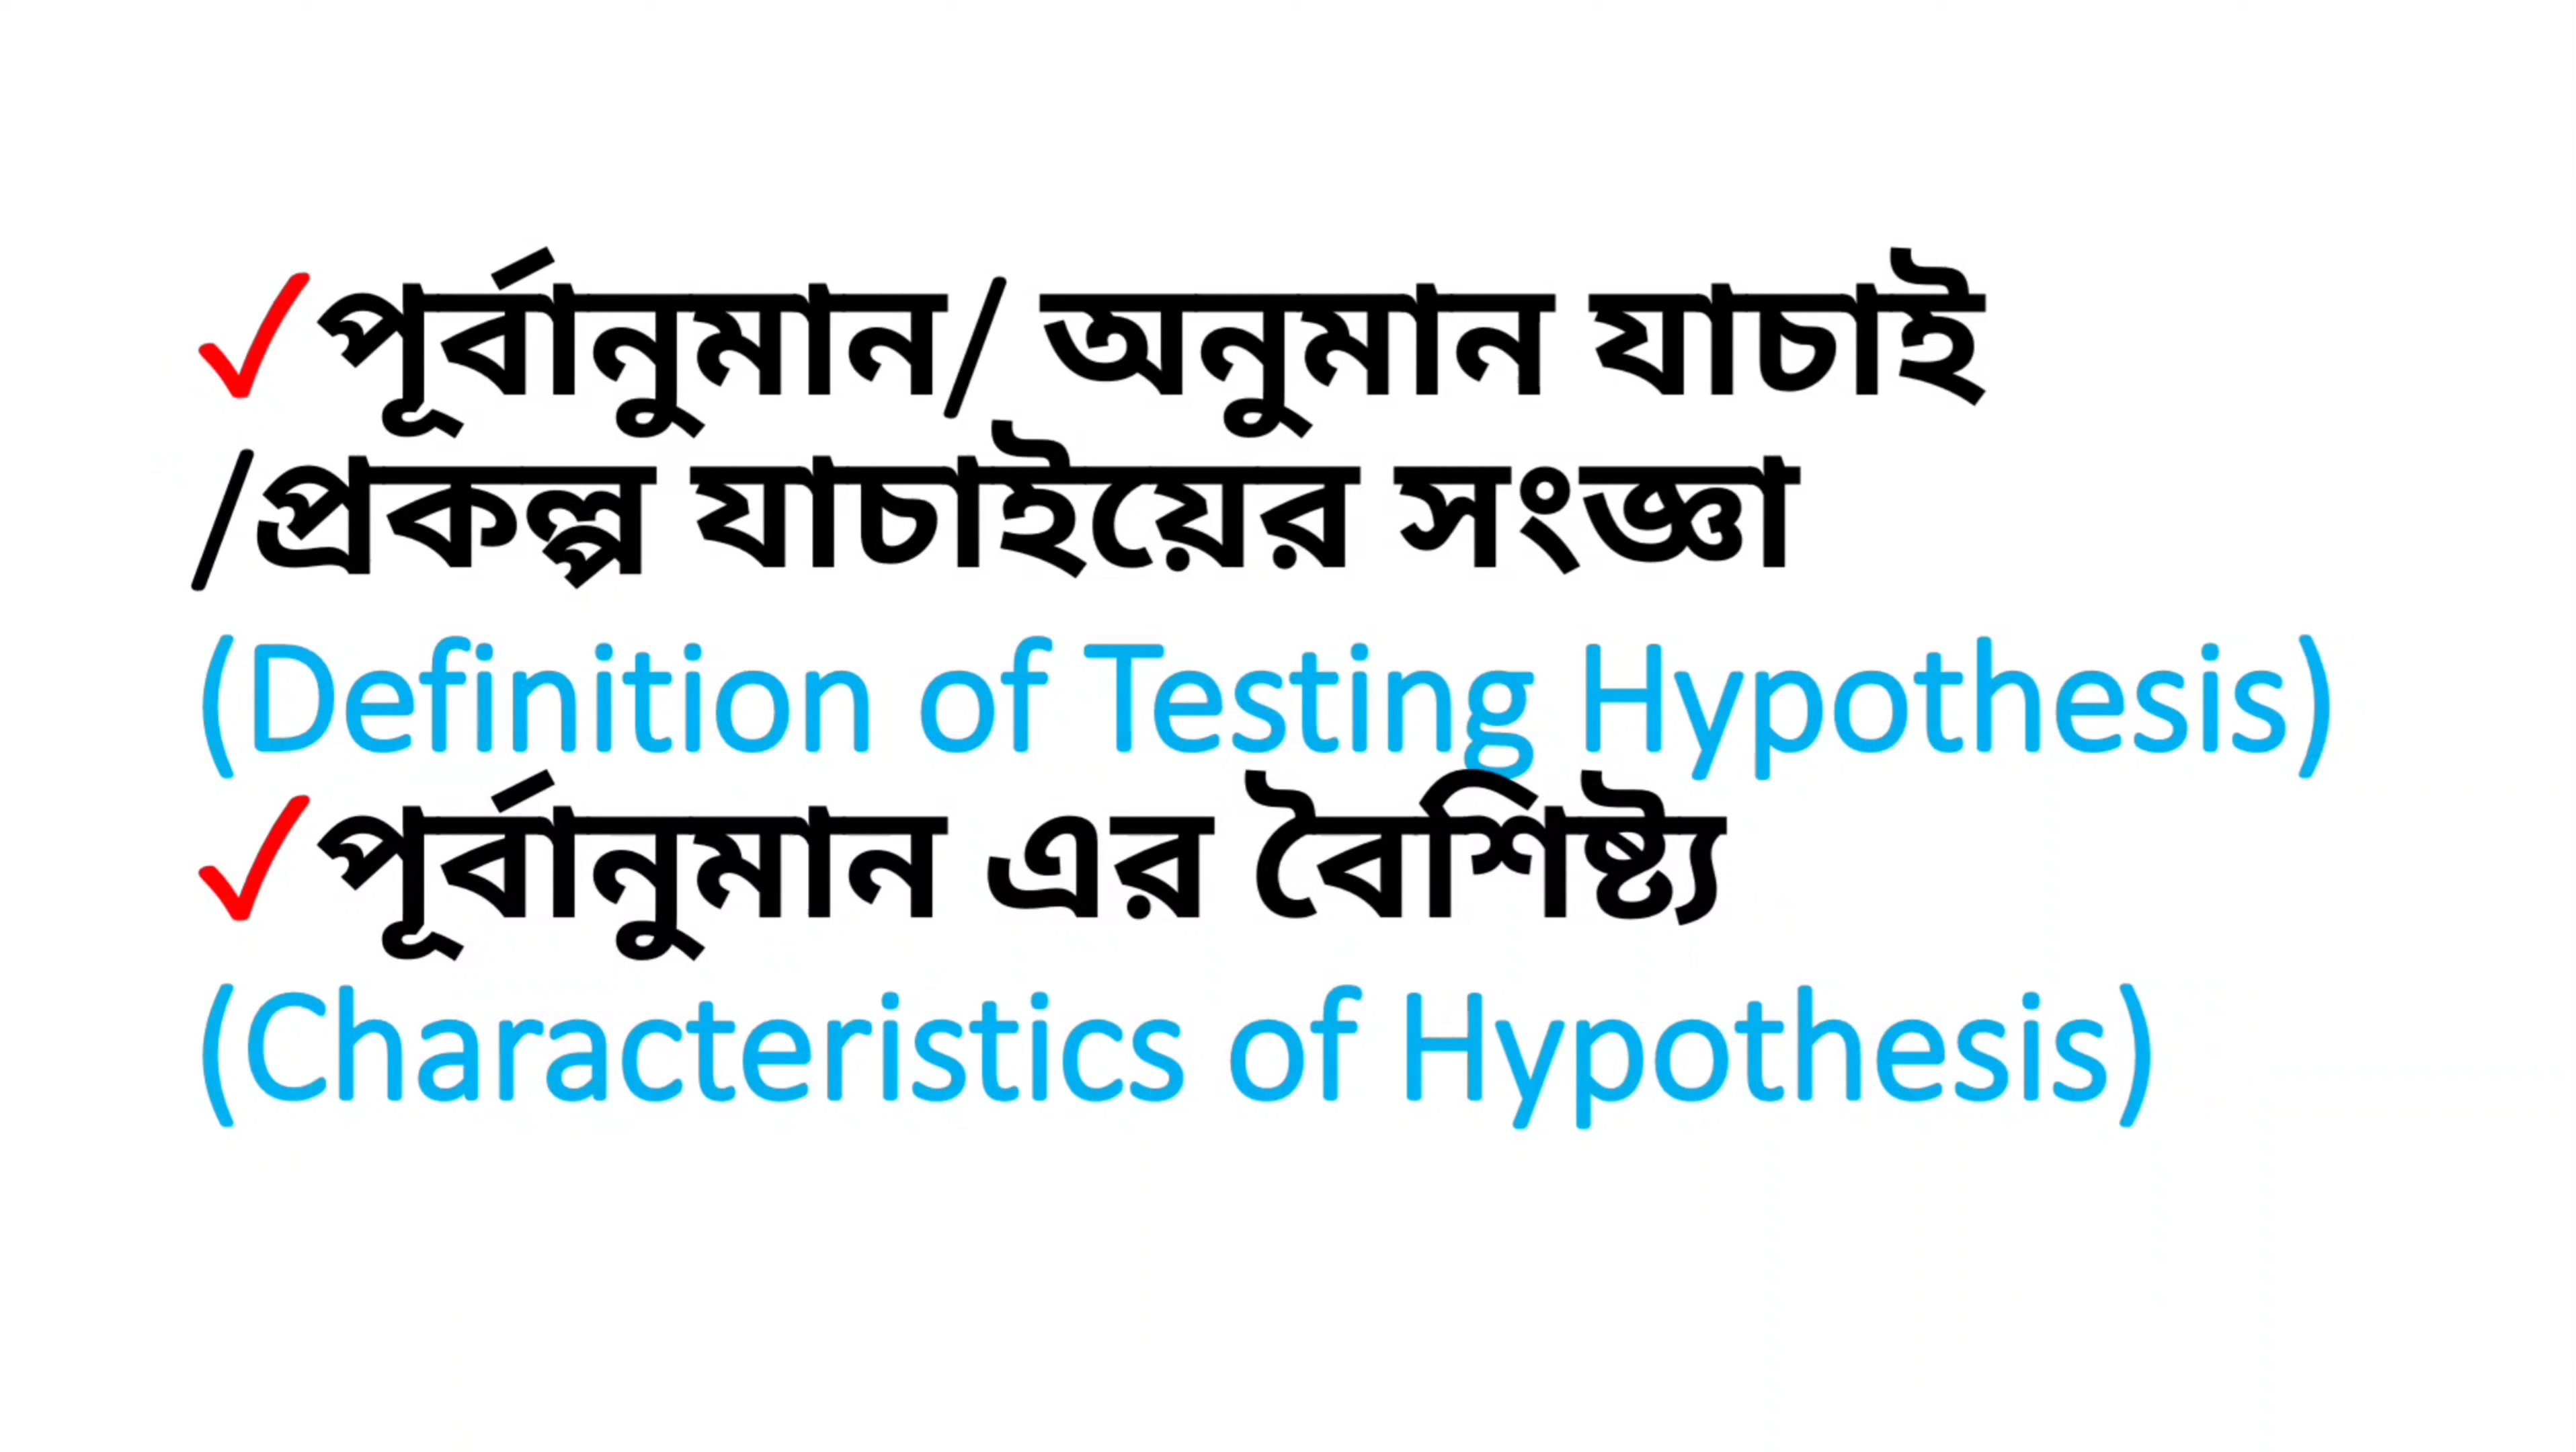 ✓পূর্বানুমান/ অনুমান যাচাই
/প্রকল্প যাচাইয়ের সংজ্ঞা
(Definition of Testing Hypothesis)
✓পূর্বানুমান এর বৈশিষ্ট্য
(Characteristics of Hypothesis)